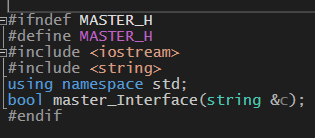 #ifndef MASTER_H
#define MASTER_H
#include <iostream>
#include <string>
using namespace std;
bool master_Interface(string &c);
#endif